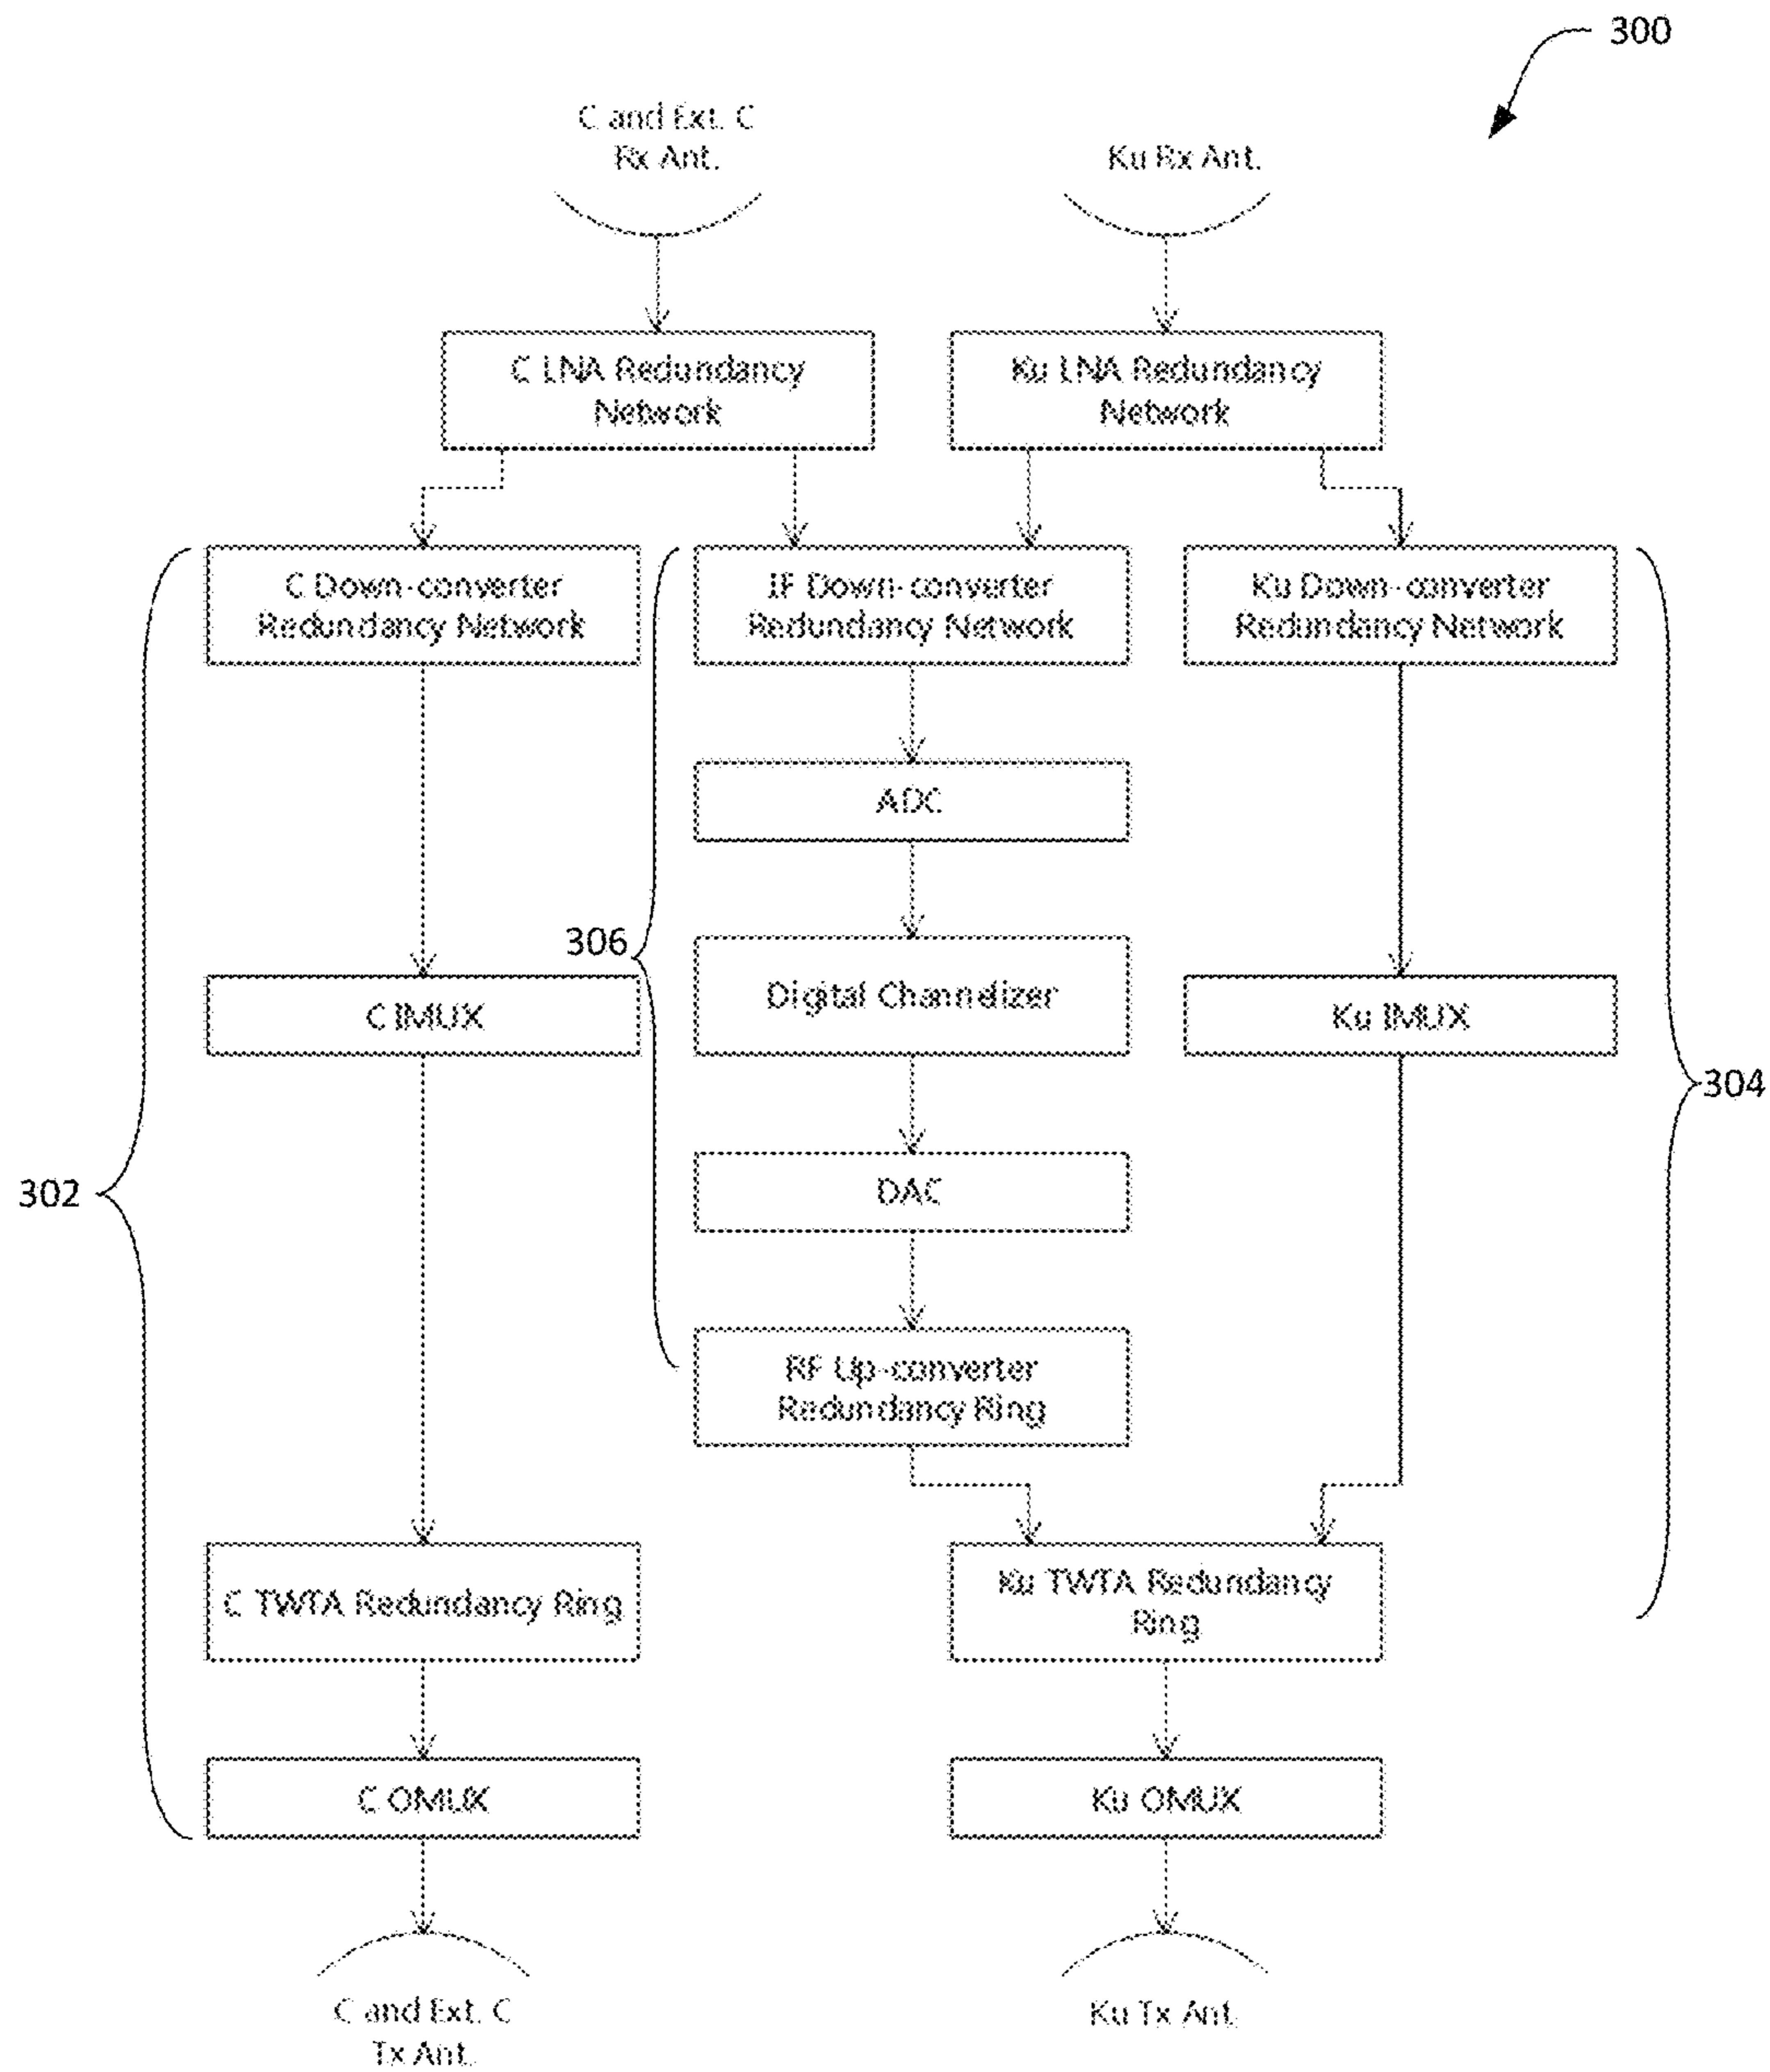 300
C and Ext. C
Rx Ant.
Ku Rx Ant.
C LNA Redundancy
Network
Ku LNA Redundancy
Network
C Down-converter
Redundancy Network
IF Down-converter
Redundancy Network
Ku Down-converter
Redundancy Network
ADC
306
Digital Channelizer
C IMUX
Ku IMUX
304
302
DAC
RF Up-converter
Redundancy Ring
C TWTA Redundancy Ring
Ku TWTA Redundancy
Ring
C OMUX
Ku OMUX
C and Ext. C
Tx Ant.
Ku Tx Ant.